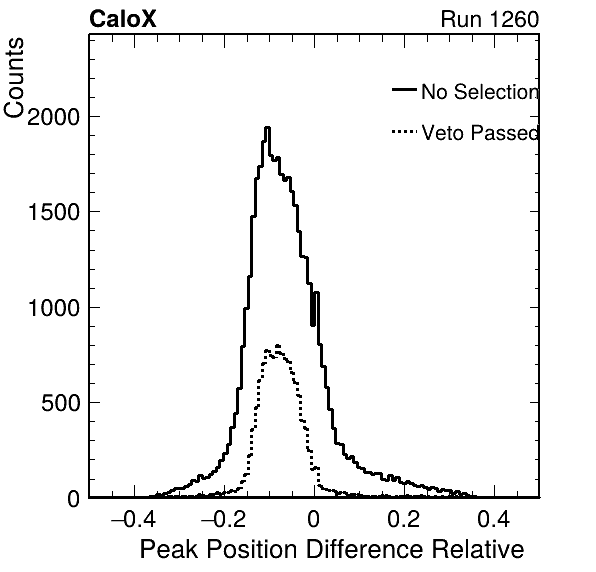 CaloX Run 1260
Counts
No Selection
Veto Passed
2000
1500
1000
500
0
−0.4 −0.2 0 0.2 0.4
Peak Position Difference Relative